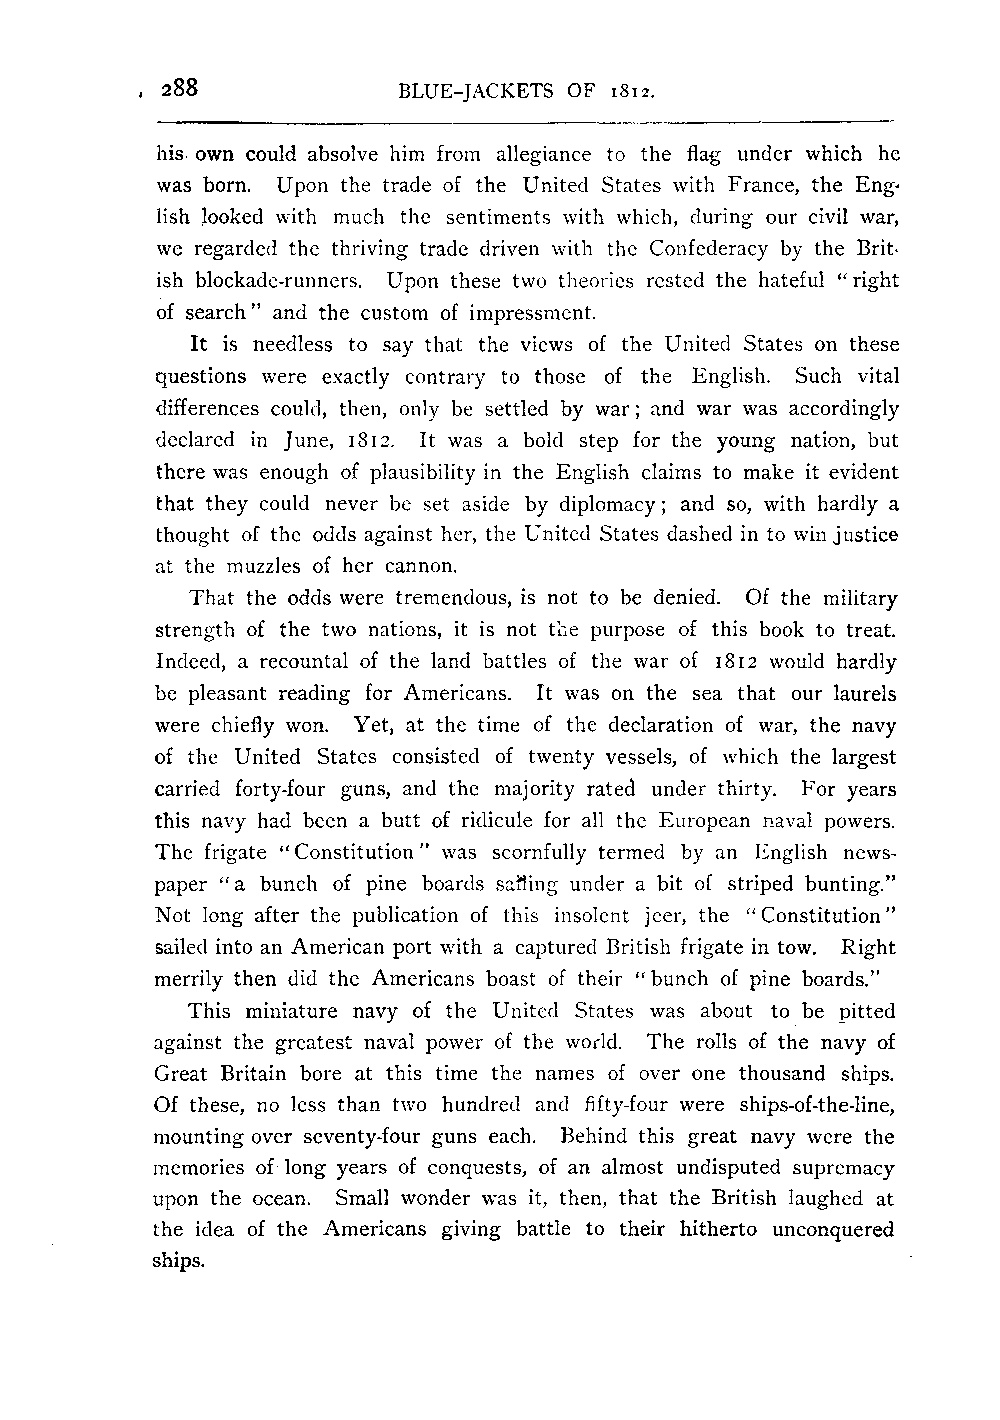 288 BLUE-JACKETS OF 1812.
his own could absolve him from allegiance to the flag under which he
was born. Upon the trade of the United States with France, the Eng-
lish looked with much the sentiments with which, during our civil war,
we regarded the thriving trade driven with the Confederacy by the Brit-
ish blockade-runners. Upon these two theories rested the hateful "right
of search" and the custom of impressment.
It is needless to say that the views of the United States on these
questions were exactly contrary to those of the English. Such vital
differences could, then, only be settled by war; and war was accordingly
declared in June, 1812. It was a bold step for the young nation, but
there was enough of plausibility in the English claims to make it evident
that they could never be set aside by diplomacy; and so, with hardly a
thought of the odds against her, the United States dashed in to win justice
at the muzzles of her cannon.
That the odds were tremendous, is not to be denied. Of the military
strength of the two nations, it is not the purpose of this book to treat.
Indeed, a recountal of the land battles of the war of 1812 would hardly
be pleasant reading for Americans. It was on the sea that our laurels
were chiefly won. Yet, at the time of the declaration of war, the navy
of the United States consisted of twenty vessels, of which the largest
carried forty-four guns, and the majority rated under thirty. For years
this navy had been a butt of ridicule for all the European naval powers.
The frigate "Constitution" was scornfully termed by an English news-
paper "a bunch of pine boards sailing under a bit of striped bunting."
Not long after the publication of this insolent jeer, the "Constitution"
sailed into an American port with a captured British frigate in tow. Right
merrily then did the Americans boast of their "bunch of pine boards."
This miniature navy of the United States was about to be pitted
against the greatest naval power of the world. The rolls of the navy of
Great Britain bore at this time the names of over one thousand ships.
Of these, no less than two hundred and fifty-four were ships-of-the-line,
mounting over seventy-four guns each. Behind this great navy were the
memories of long years of conquests, of an almost undisputed supremacy
upon the ocean. Small wonder was it, then, that the British laughed at
the idea of the Americans giving battle to their hitherto unconquered
ships.